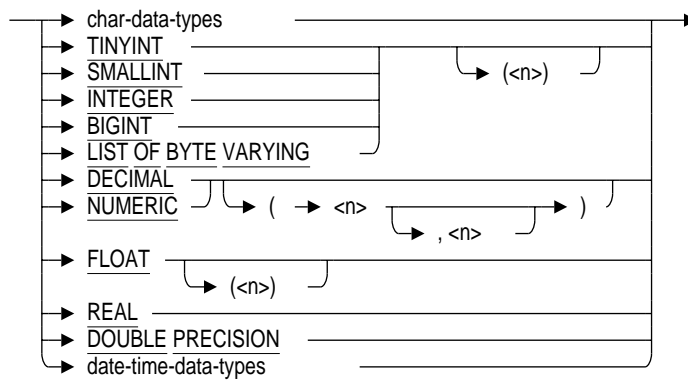 char-data-types
TINYINT (<n>)
SMALLINT
INTEGER
BIGINT
LIST OF BYTE VARYING
DECIMAL
NUMERIC ( <n> )
, <n>
FLOAT
(<n>)
REAL
DOUBLE PRECISION
date-time-data-types